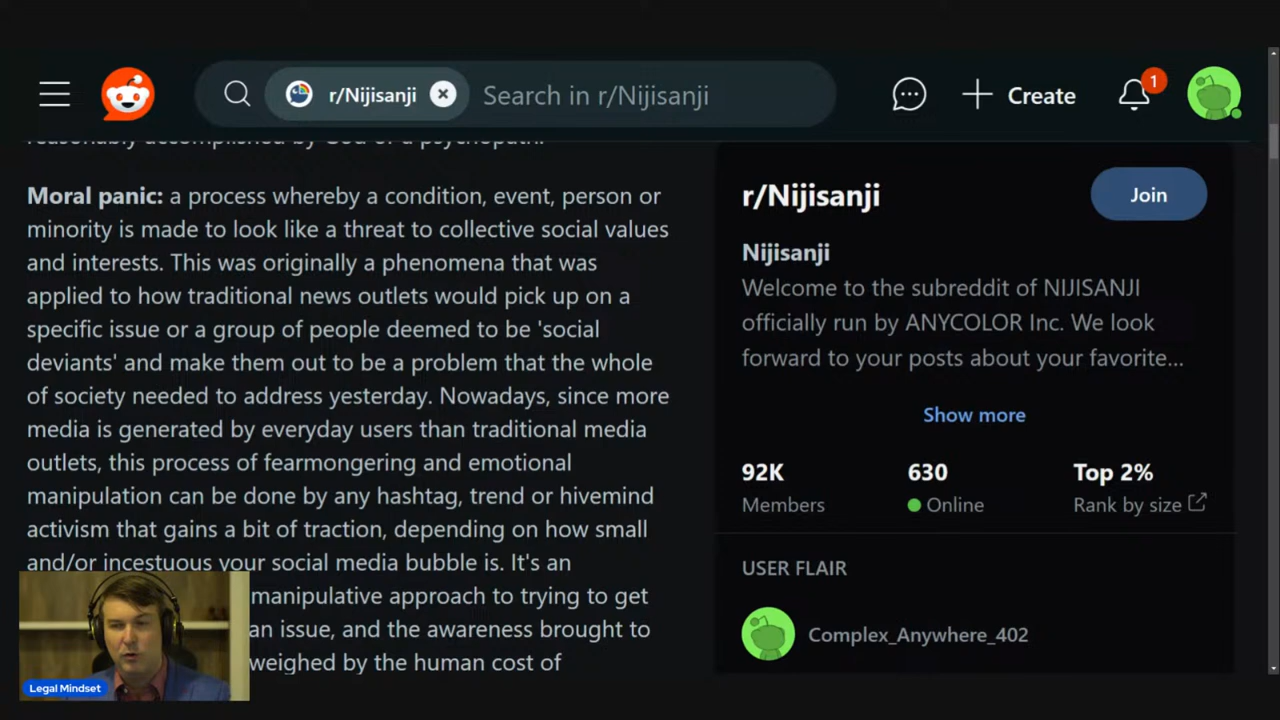 r/Nijisanji
Search in r/Nijisanji
Create
1
reasonably accomplished by God or a psychopath.
Moral panic: a process whereby a condition, event, person or
minority is made to look like a threat to collective social values
and interests. This was originally a phenomena that was
applied to how traditional news outlets would pick up on a
specific issue or a group of people deemed to be 'social
deviants' and make them out to be a problem that the whole
of society needed to address yesterday. Nowadays, since more
media is generated by everyday users than traditional media
outlets, this process of fearmongering and emotional
manipulation can be done by any hashtag, trend or hivemind
activism that gains a bit of traction, depending on how small
and/or incestuous your social media bubble is. It's an
manipulative approach to trying to get
an issue, and the awareness brought to
weighed by the human cost of
Legal Mindset
r/Nijisanji
Join
Nijisanji
Welcome to the subreddit of NIJISANJI
officially run by ANYCOLOR Inc. We look
forward to your posts about your favorite...
Show more
92K
630
Top 2%
Members
Online
Rank by size
USER FLAIR
Complex_Anywhere_402